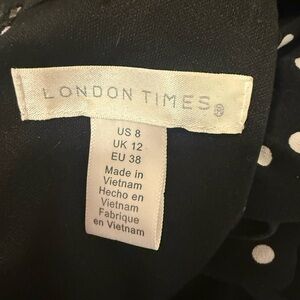 LONDON TIMES®
US 8
UK 12
EU 38
Made in
Vietnam
Hecho en
Vietnam
Fabrique
en Vietnam